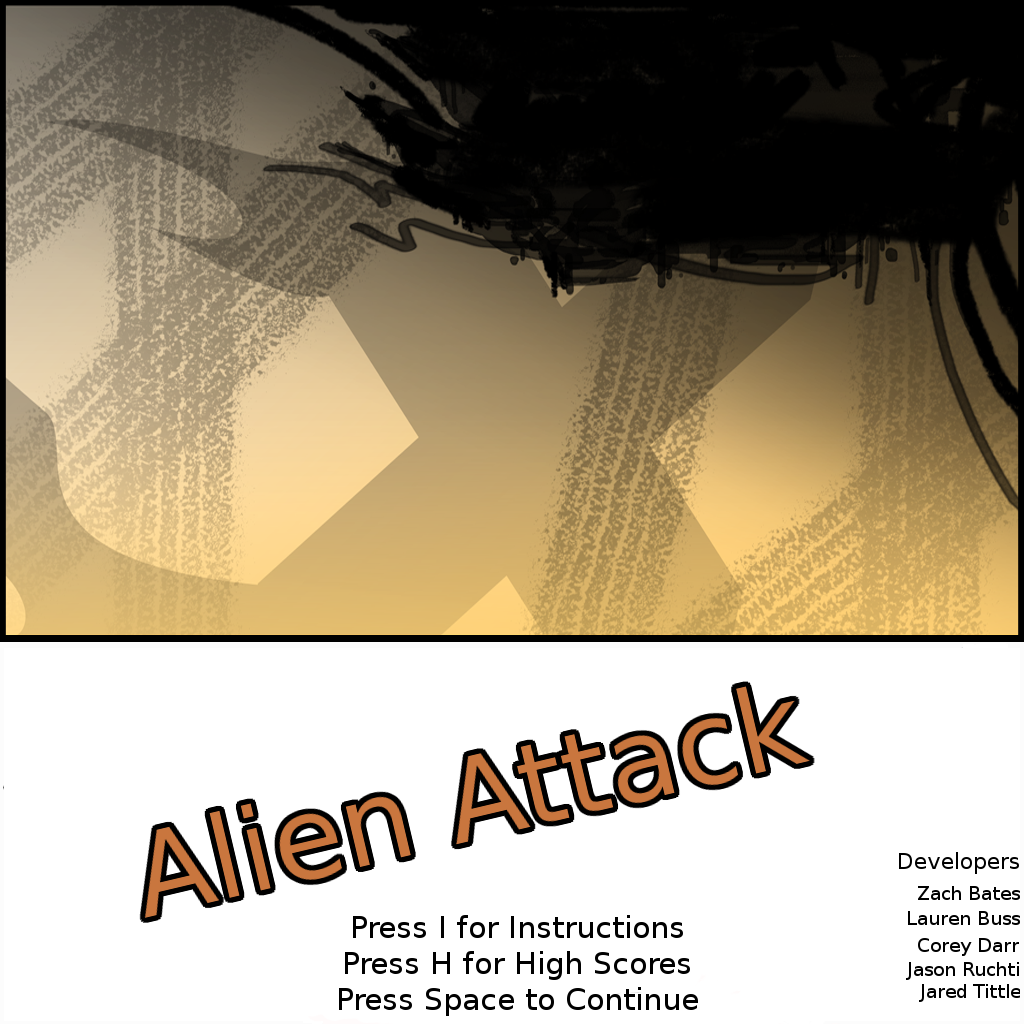 Alien Attack
Press I for Instructions
Press H for High Scores
Press Space to Continue
Developers
Zach Bates
Lauren Buss
Corey Darr
Jason Ruchti
Jared Tittle